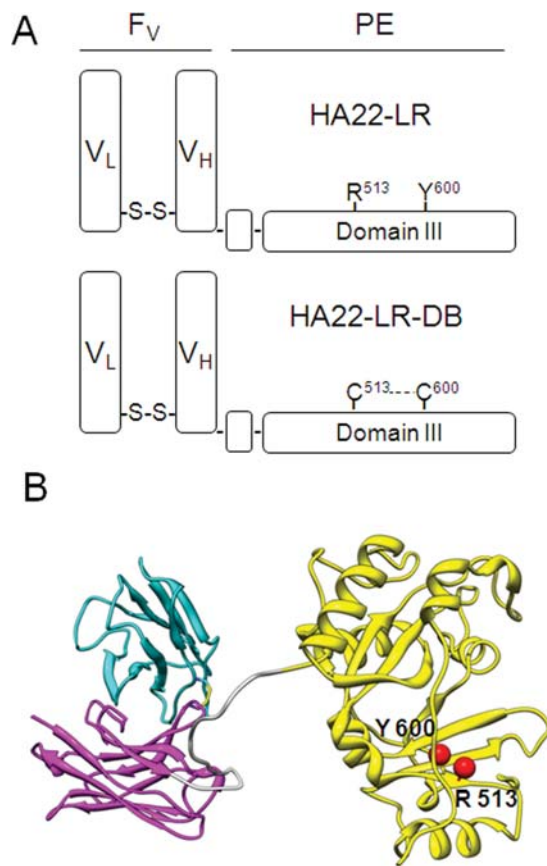 A
Fv PE
HA22-LR
VL VH
-S-S-
R513 Y600
Domain III
HA22-LR-DB
VL VH
-S-S-
C513----C600
Domain III
B
Y 600
R 513